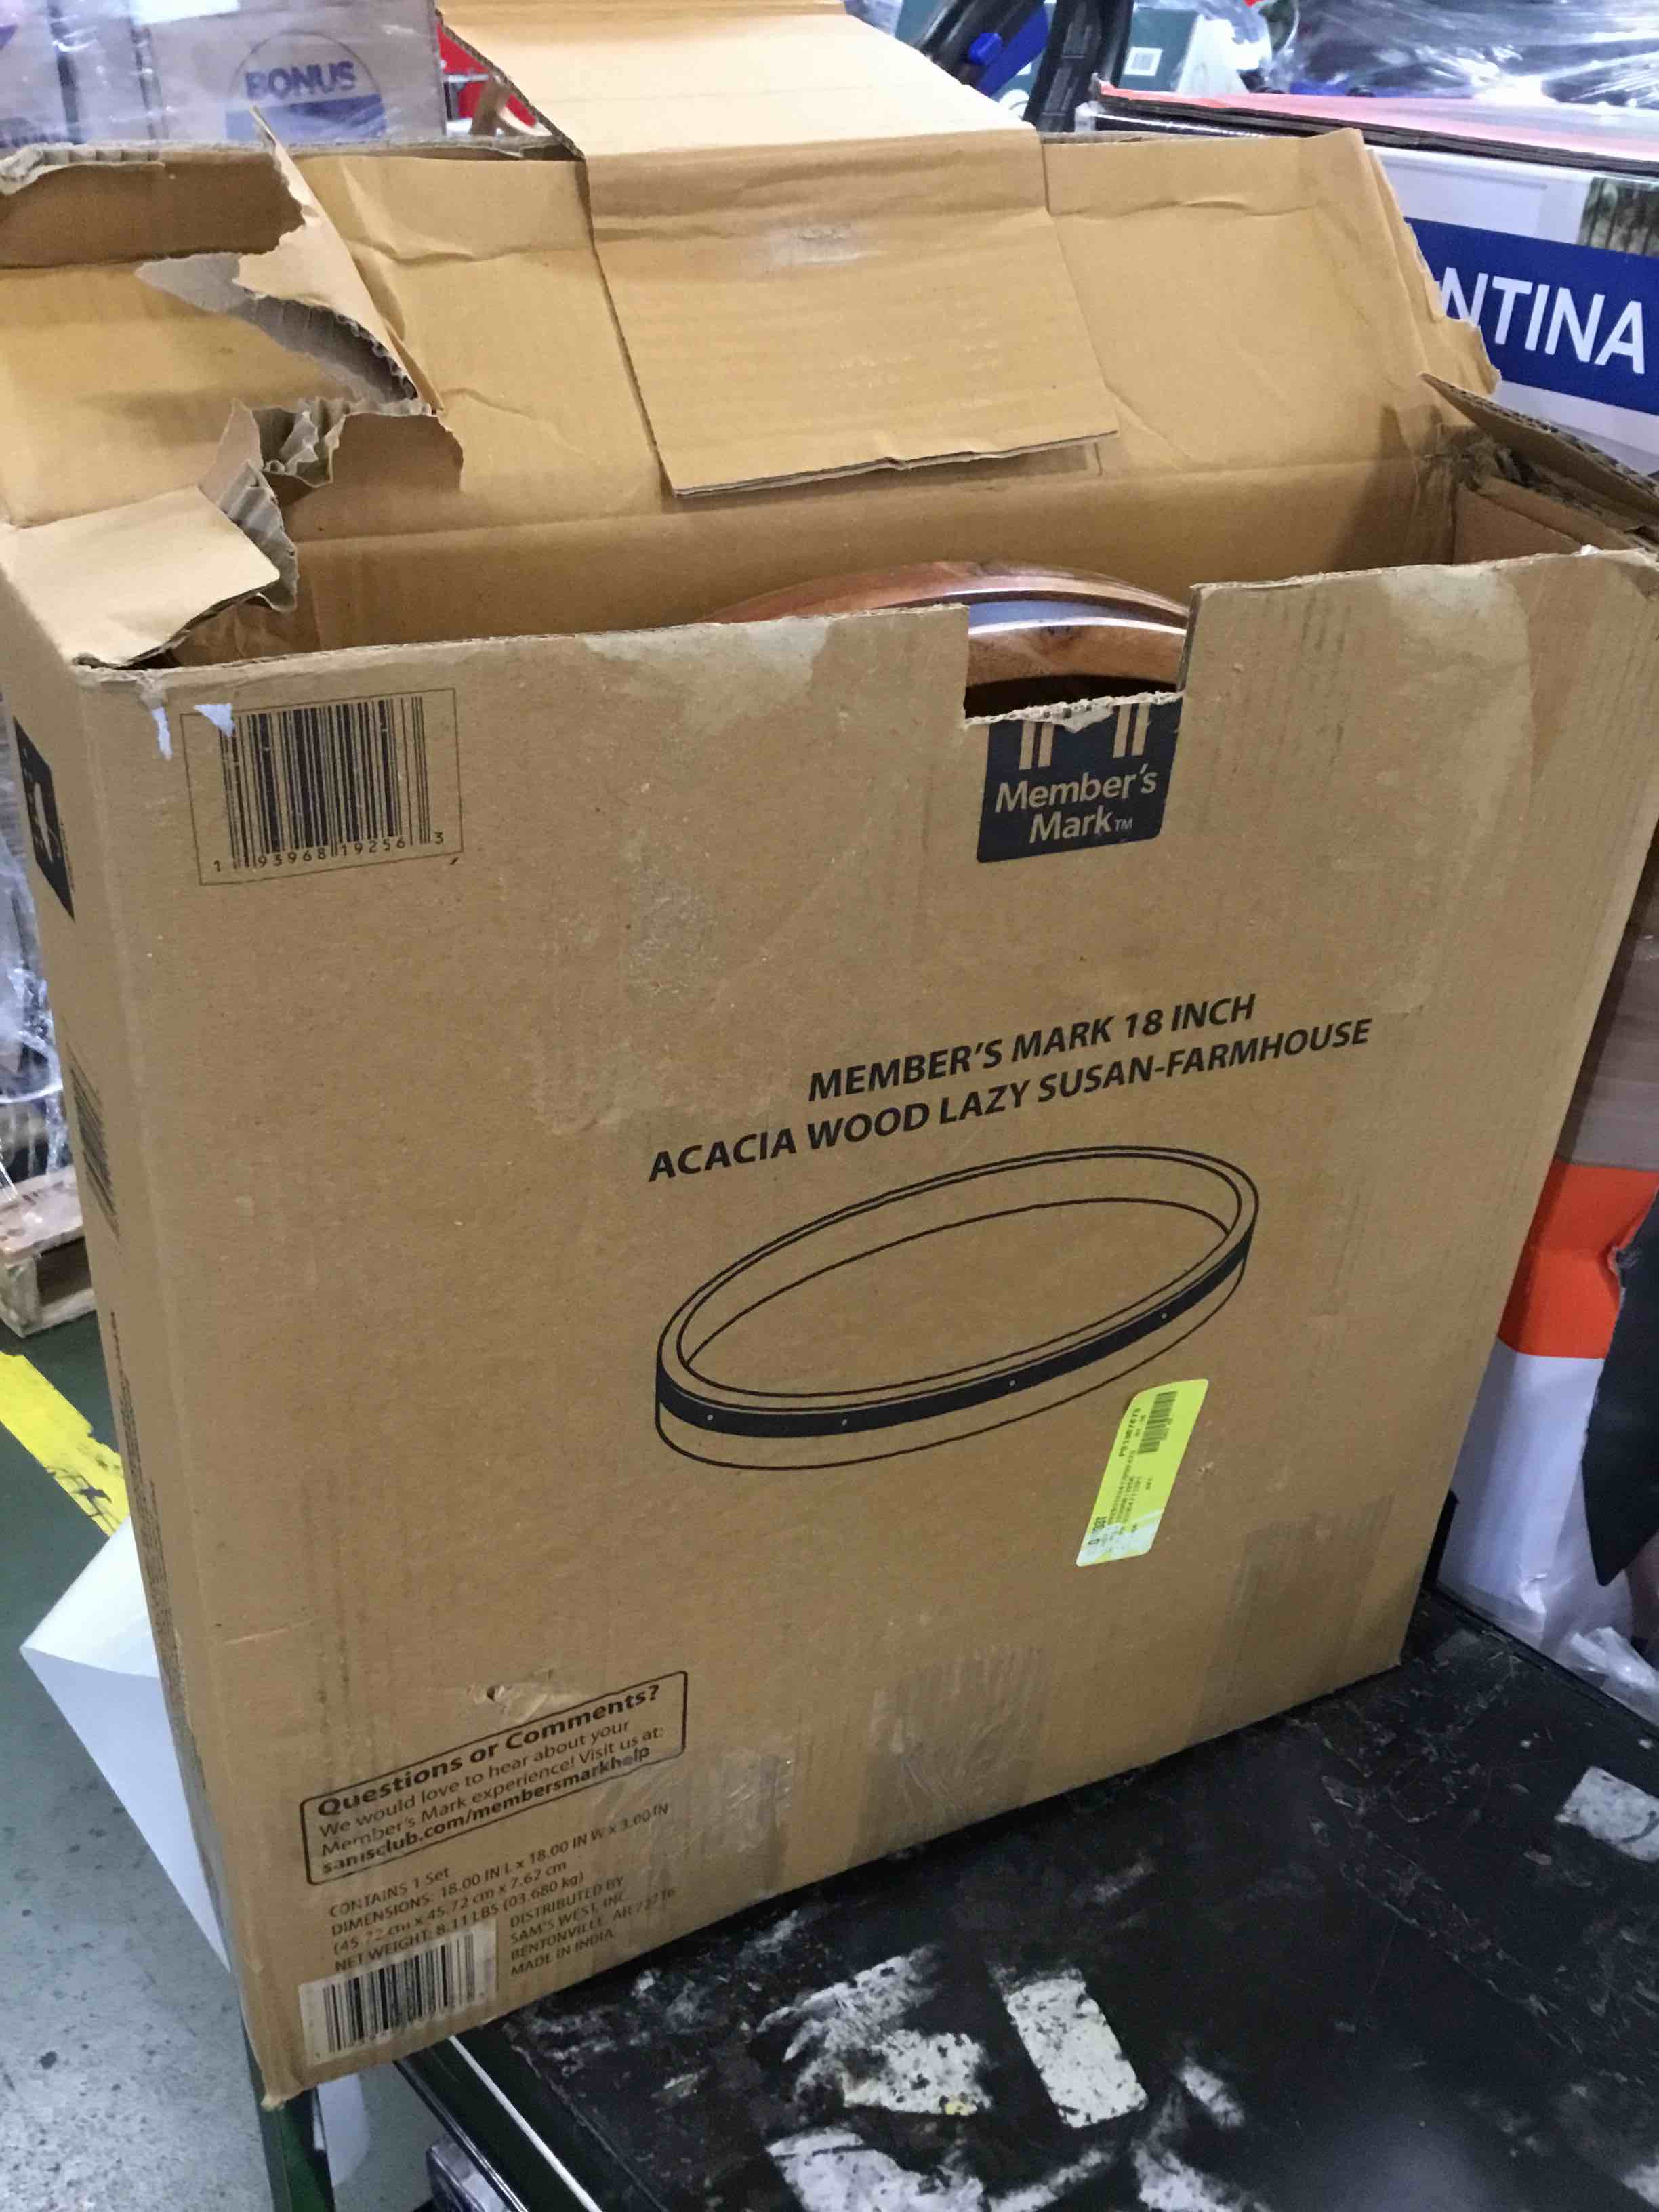 BONUS
NTINA
1 93968 19256 3
Member's
Mark™
MEMBER'S MARK 18 INCH
ACACIA WOOD LAZY SUSAN-FARMHOUSE
Questions or Comments?
We would love to hear about your
Member's Mark experience! Visit us at:
samsclub.com/membersmarkhelp
CONTAINS 1 Set
DIMENSIONS: 18.00 IN L x 18.00 IN W x 3.00 IN
(45.72 cm x 45.72 cm x 7.62 cm
NET WEIGHT: 8.11 LBS (03.680 kg)
DISTRIBUTED BY
SAM'S WEST, INC.
BENTONVILLE, AR 72716
MADE IN INDIA